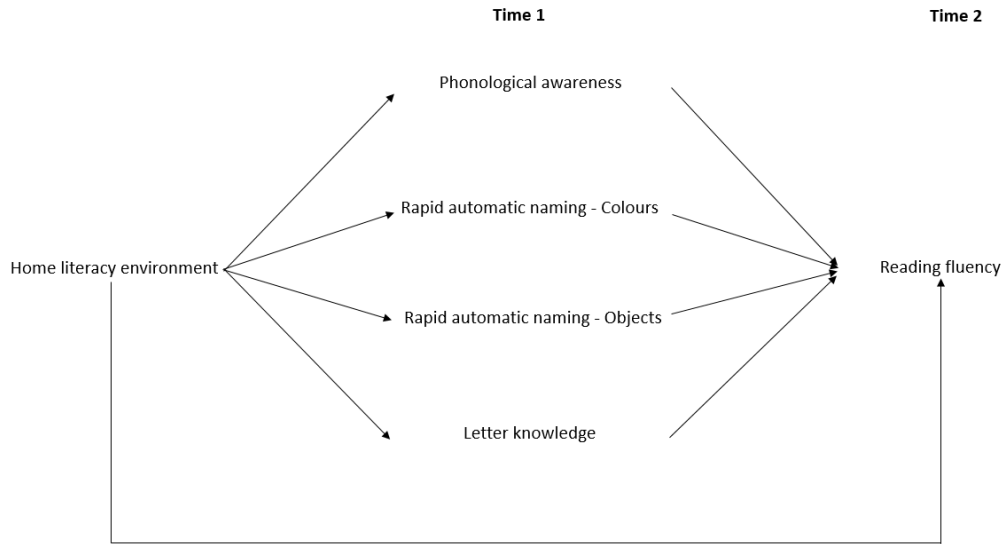 Time 1
Time 2
Phonological awareness
Rapid automatic naming - Colours
Home literacy environment
Reading fluency
Rapid automatic naming - Objects
Letter knowledge